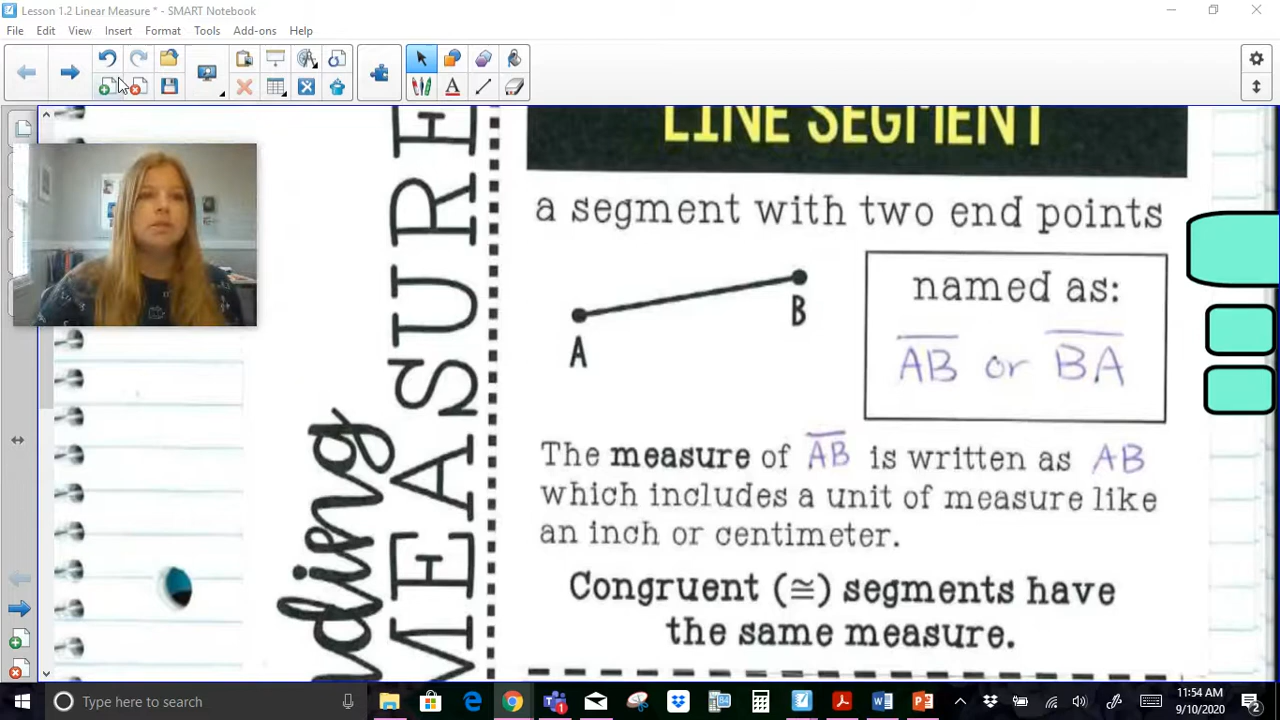 Lesson 1.2 Linear Measure * - SMART Notebook
File Edit View Insert Format Tools Add-ons Help
LINE SEGMENT
a segment with two end points
A
B
named as:
AB or BA
The measure of AB is written as AB
which includes a unit of measure like
an inch or centimeter.
Congruent (≅) segments have
the same measure.
MEASURE
Type here to search
11:54 AM
9/10/2020